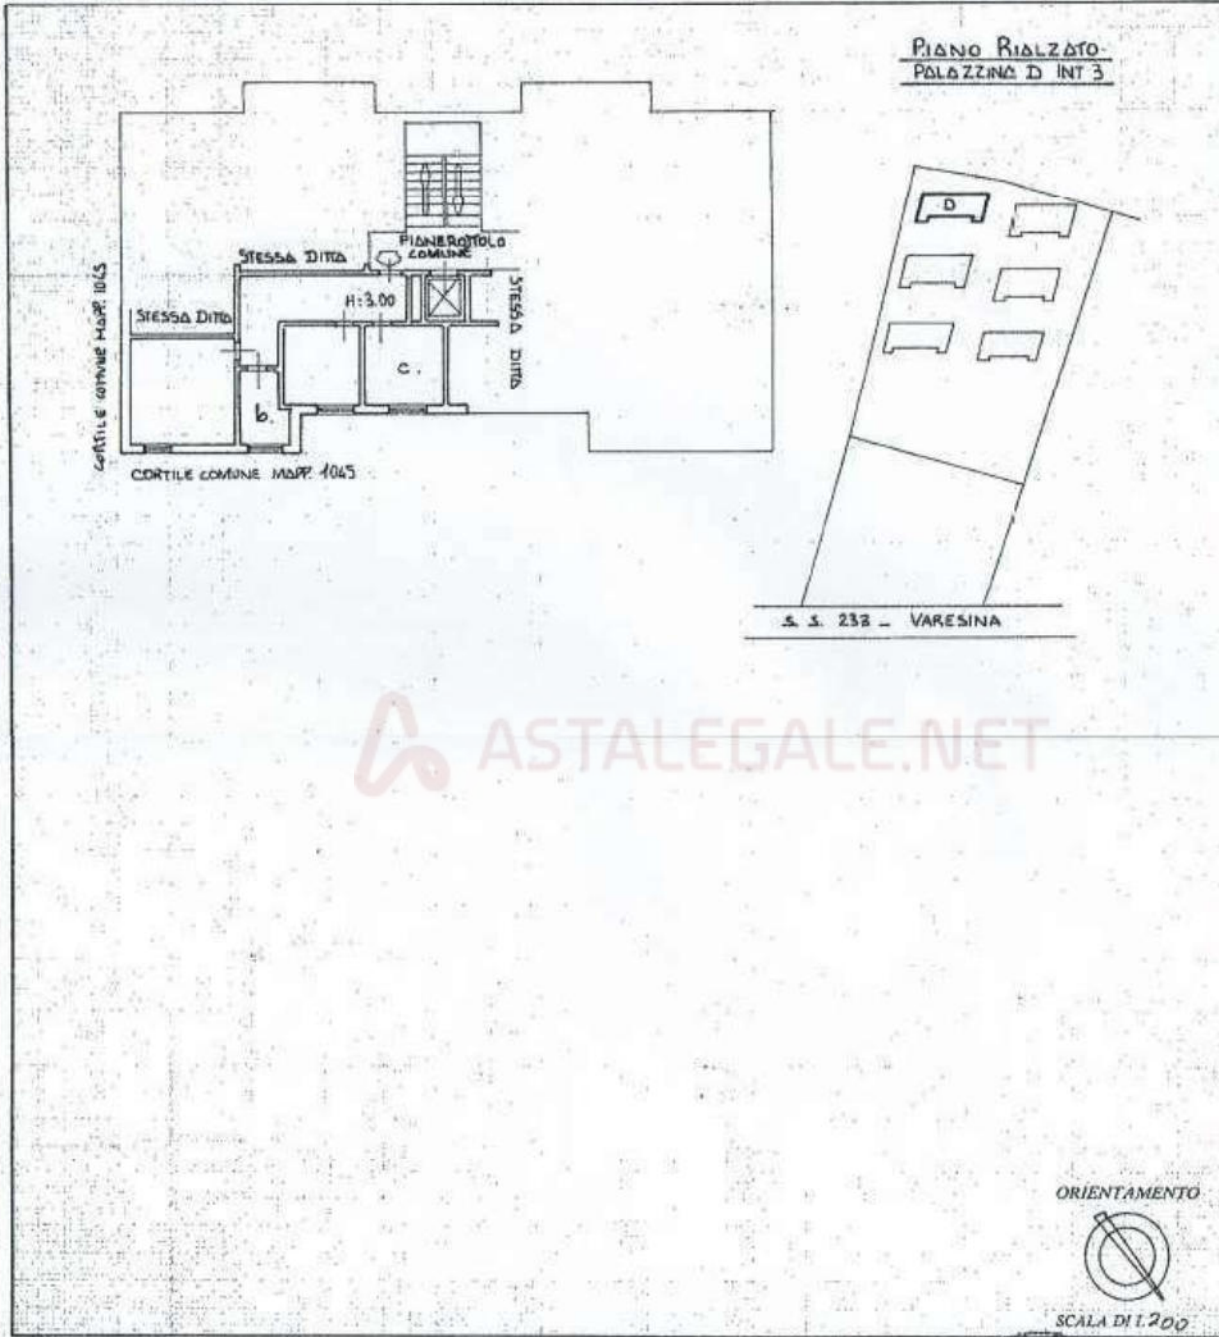 PIANO RIALZATO
PALAZZINA D INT 3
D
PIANEROTTOLO
COMUNE
STESSA DITTA
H=3.00
STESSA DITTA
STESSA DITTA
CORTILE COMUNE MAPP. 1045
c.
b.
CORTILE COMUNE MAPP. 1045
S. S. 233 - VARESINA
ASTALEGALE.NET
ORIENTAMENTO
SCALA DI 1:200